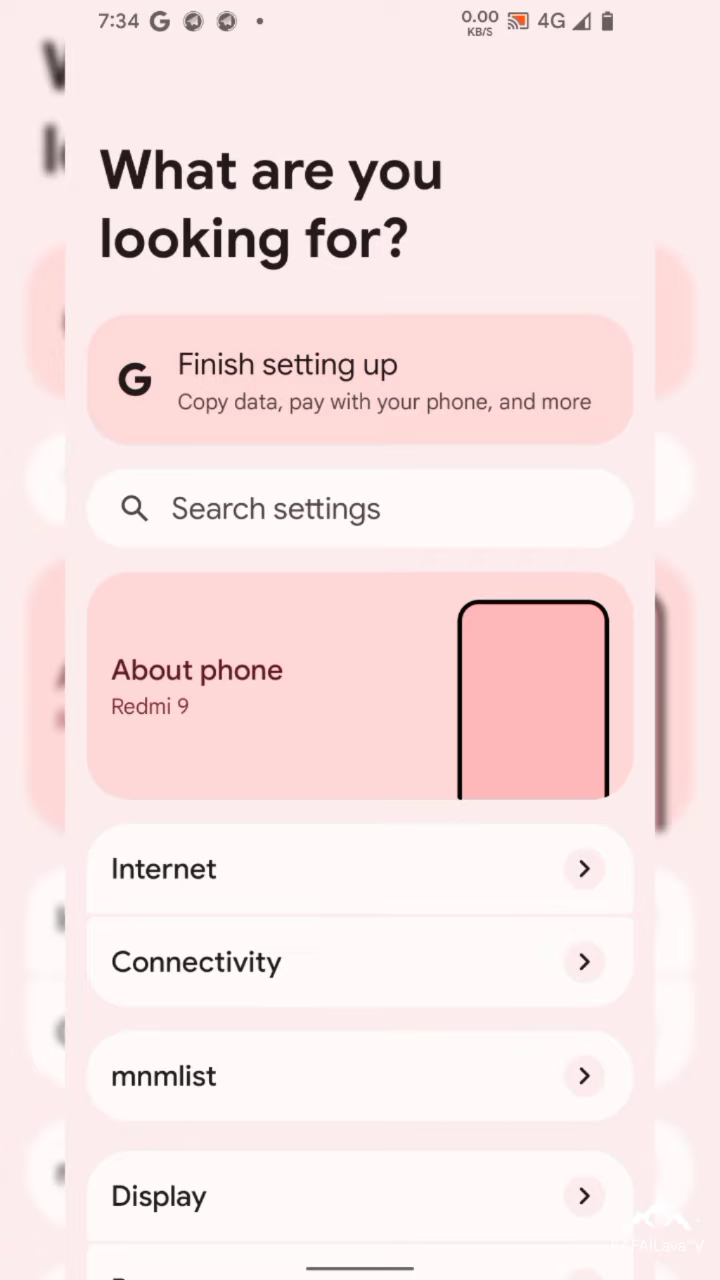 7:34
0.00
KB/S
4G
What are you
looking for?
Finish setting up
Copy data, pay with your phone, and more
Search settings
About phone
Redmi 9
Internet
Connectivity
mnmlist
Display